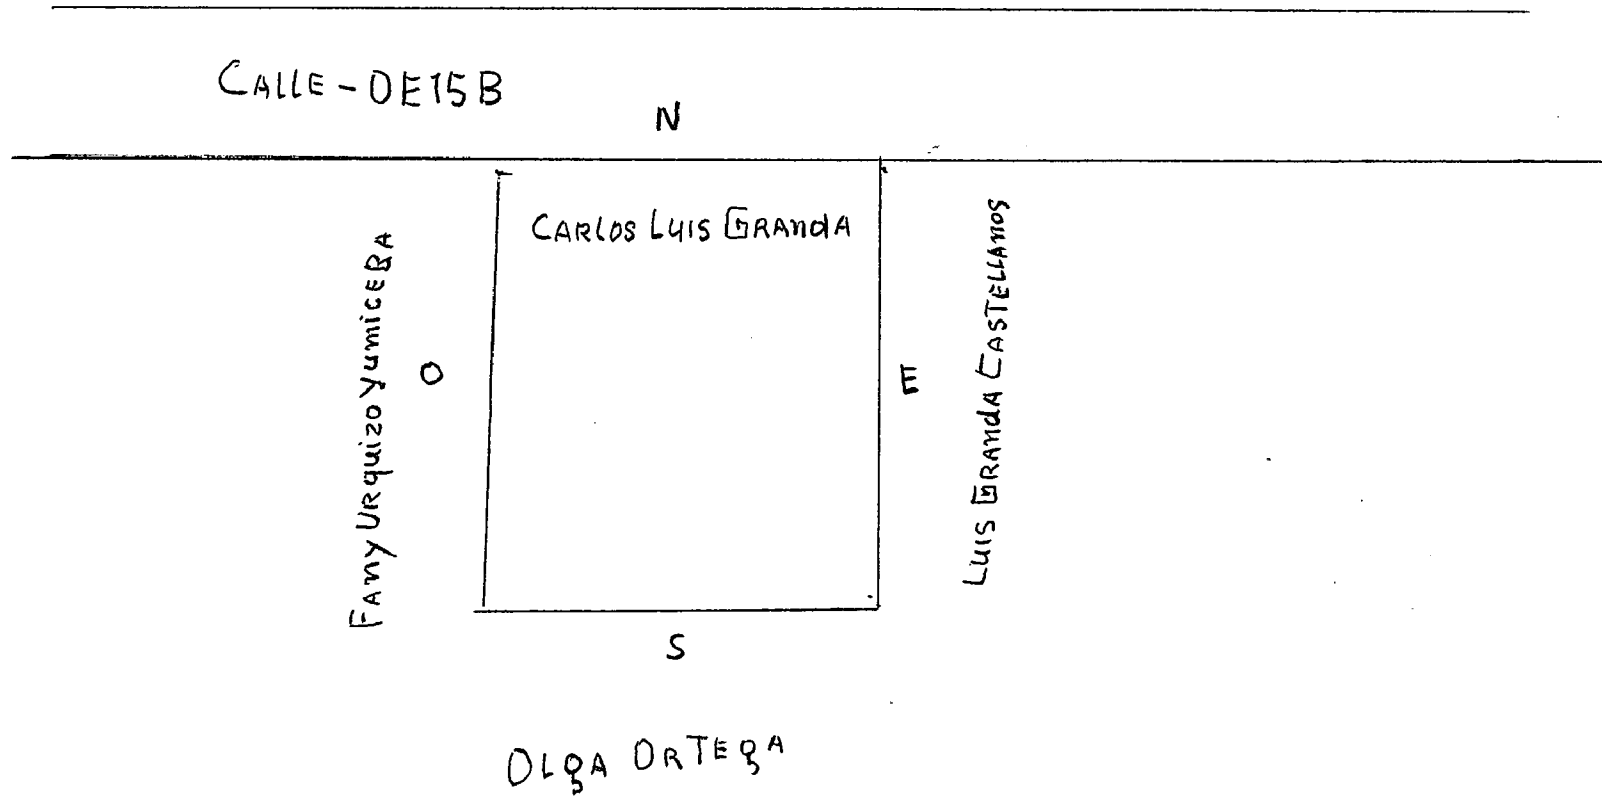 CALLE - OE15B
N
CARLOS LUIS GRANDA
FANY URQUIZO YUMICEBA
O
E
LUIS GRANDA CASTELLANOS
S
OLGA ORTEGA